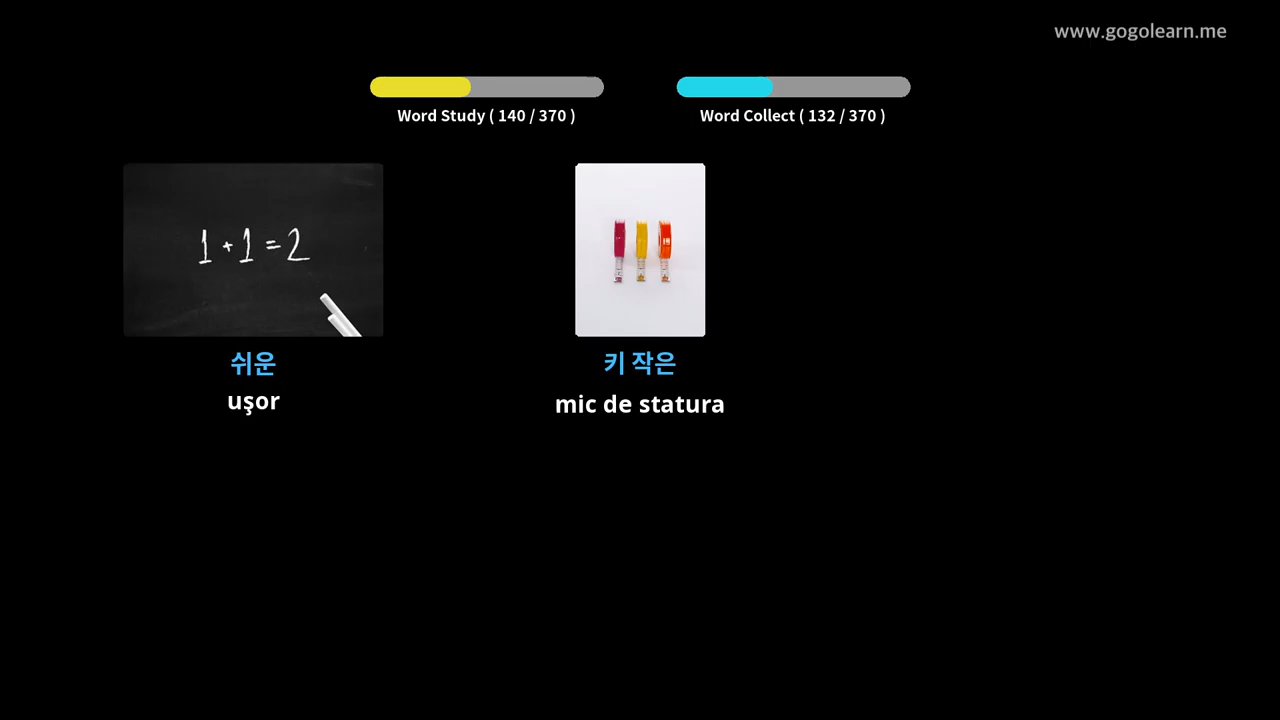 www.gogolearn.me
Word Study ( 140 / 370 )
Word Collect ( 132 / 370 )
1 + 1 = 2
쉬운
uşor
키 작은
mic de statura